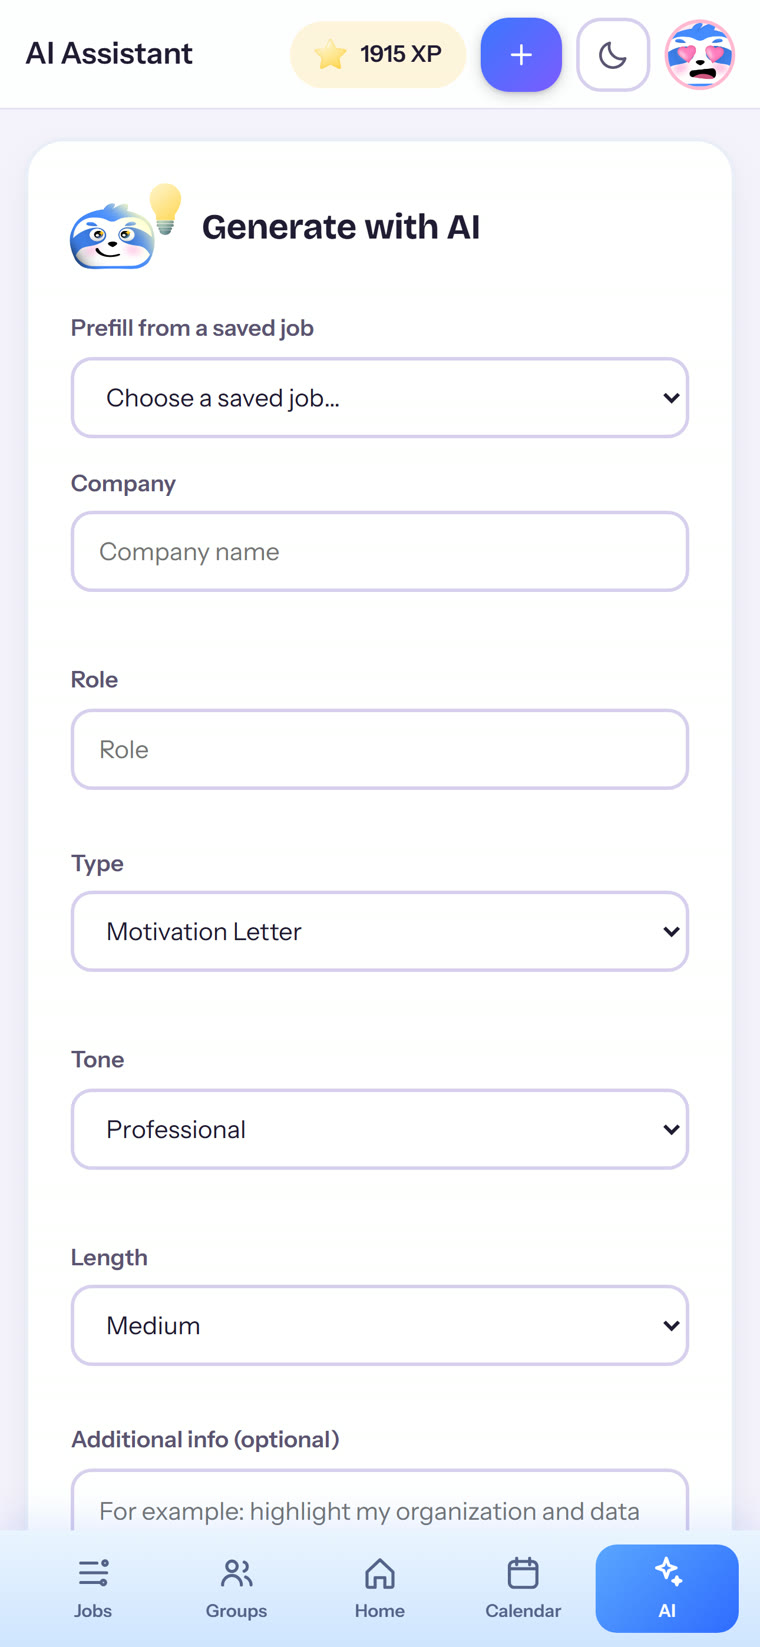 AI Assistant
1915 XP
Generate with AI
Prefill from a saved job
Choose a saved job...
Company
Company name
Role
Role
Type
Motivation Letter
Tone
Professional
Length
Medium
Additional info (optional)
For example: highlight my organization and data
Jobs
Groups
Home
Calendar
AI